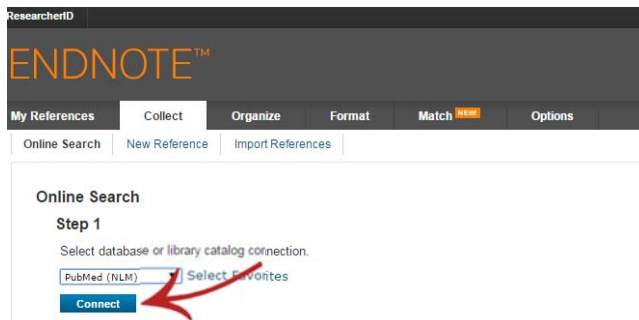 ResearcherID
ENDNOTE™
My References Collect Organize Format Match NEW Options
Online Search New Reference Import References
Online Search
Step 1
Select database or library catalog connection.
PubMed (NLM) Select Favorites
Connect